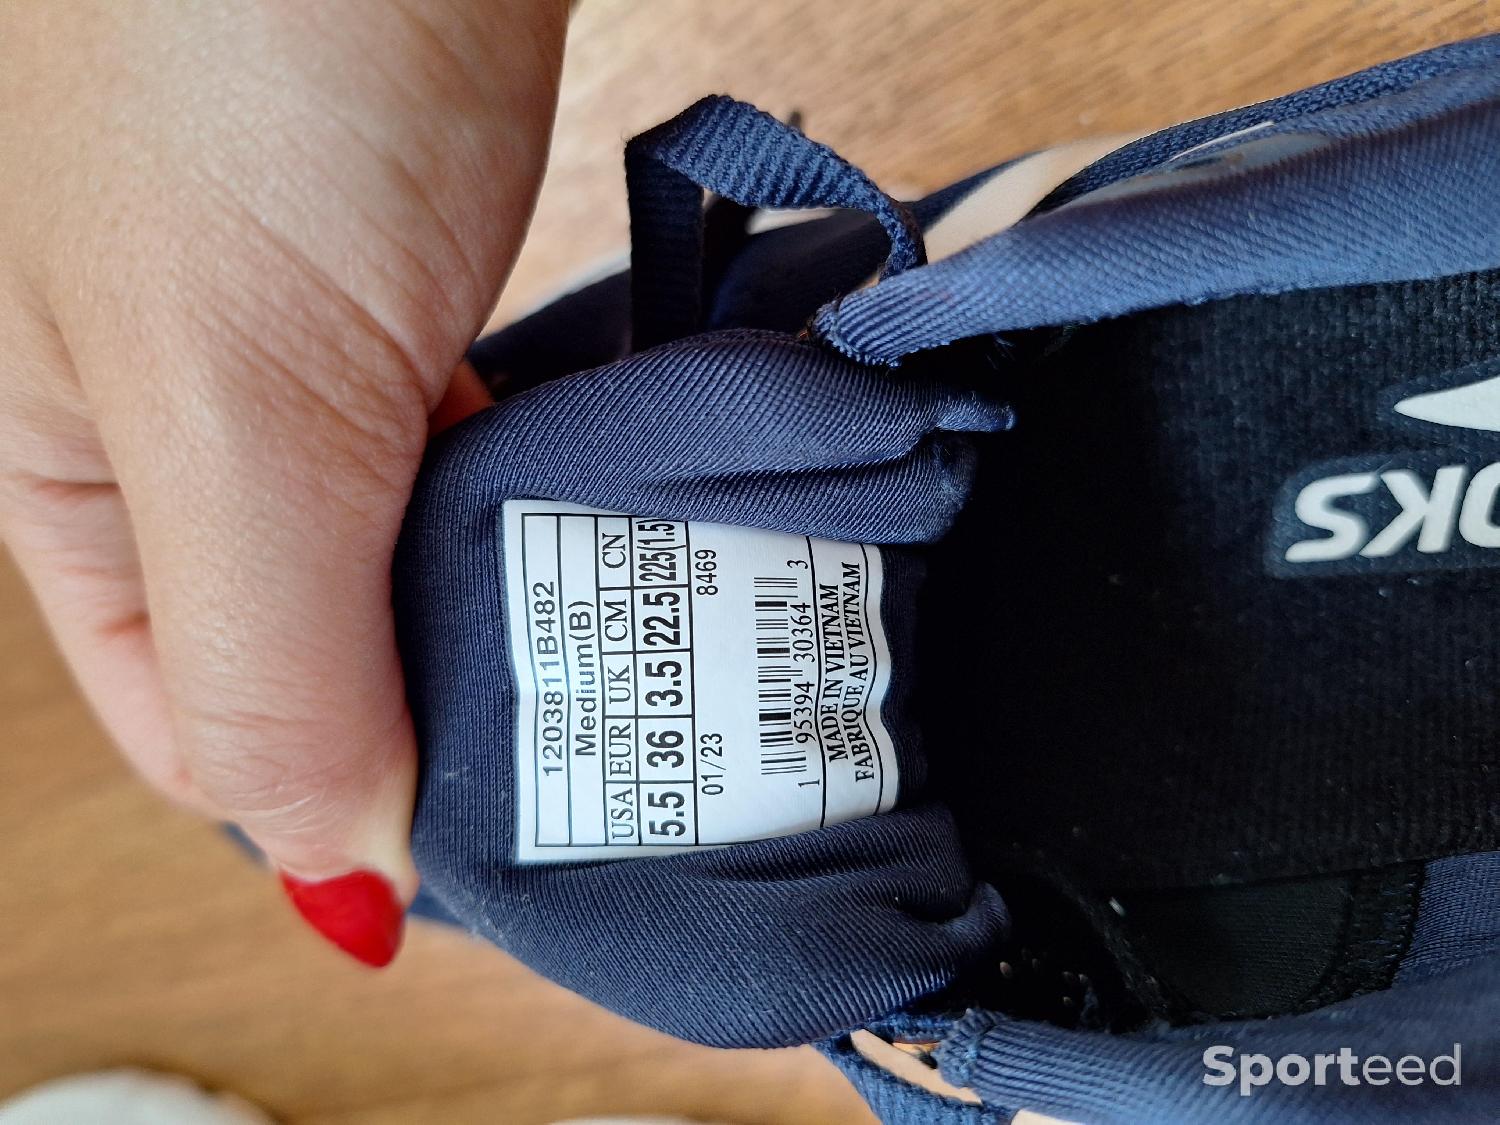 1203811B482
Medium(B)
USA EUR UK CM CN
5.5 36 3.5 22.5 225(1.5)
01/23 8469
1 95394 30364 3
MADE IN VIETNAM
FABRIQUE AU VIETNAM
OKS
Sporteed